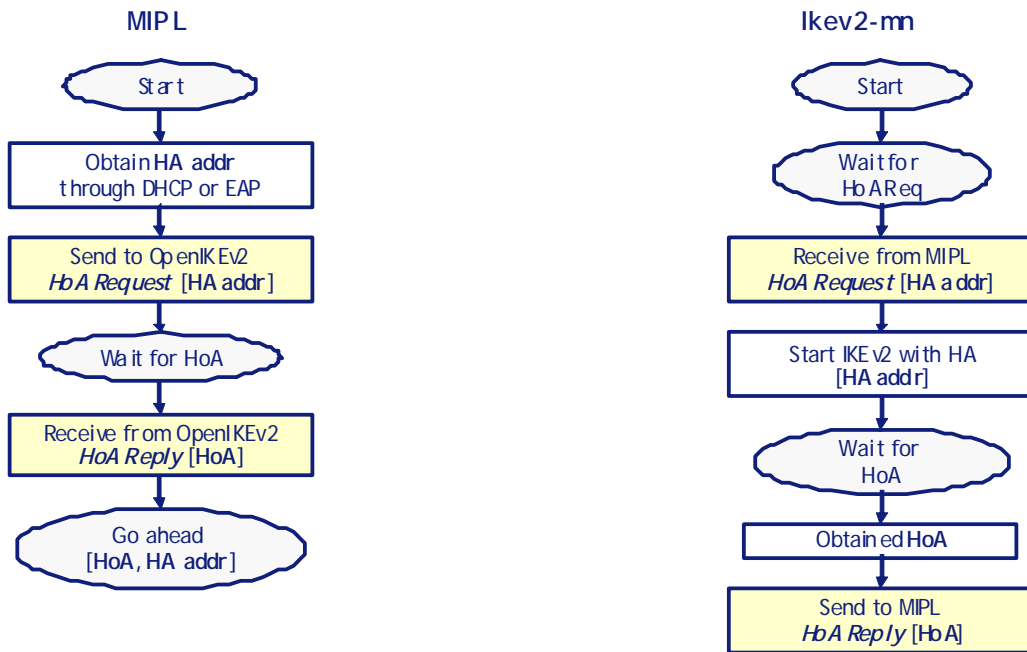 MIPL
Start
Obtain HA addr
through DHCP or EAP
Send to OpenIKEv2
HoA Request [HA addr]
Wait for HoA
Receive from OpenIKEv2
HoA Reply [HoA]
Go ahead
[HoA, HA addr]
Ikev2-mn
Start
Wait for
HoAReq
Receive from MIPL
HoA Request [HA addr]
Start IKEv2 with HA
[HA addr]
Wait for
HoA
Obtained HoA
Send to MIPL
HoA Reply [HoA]